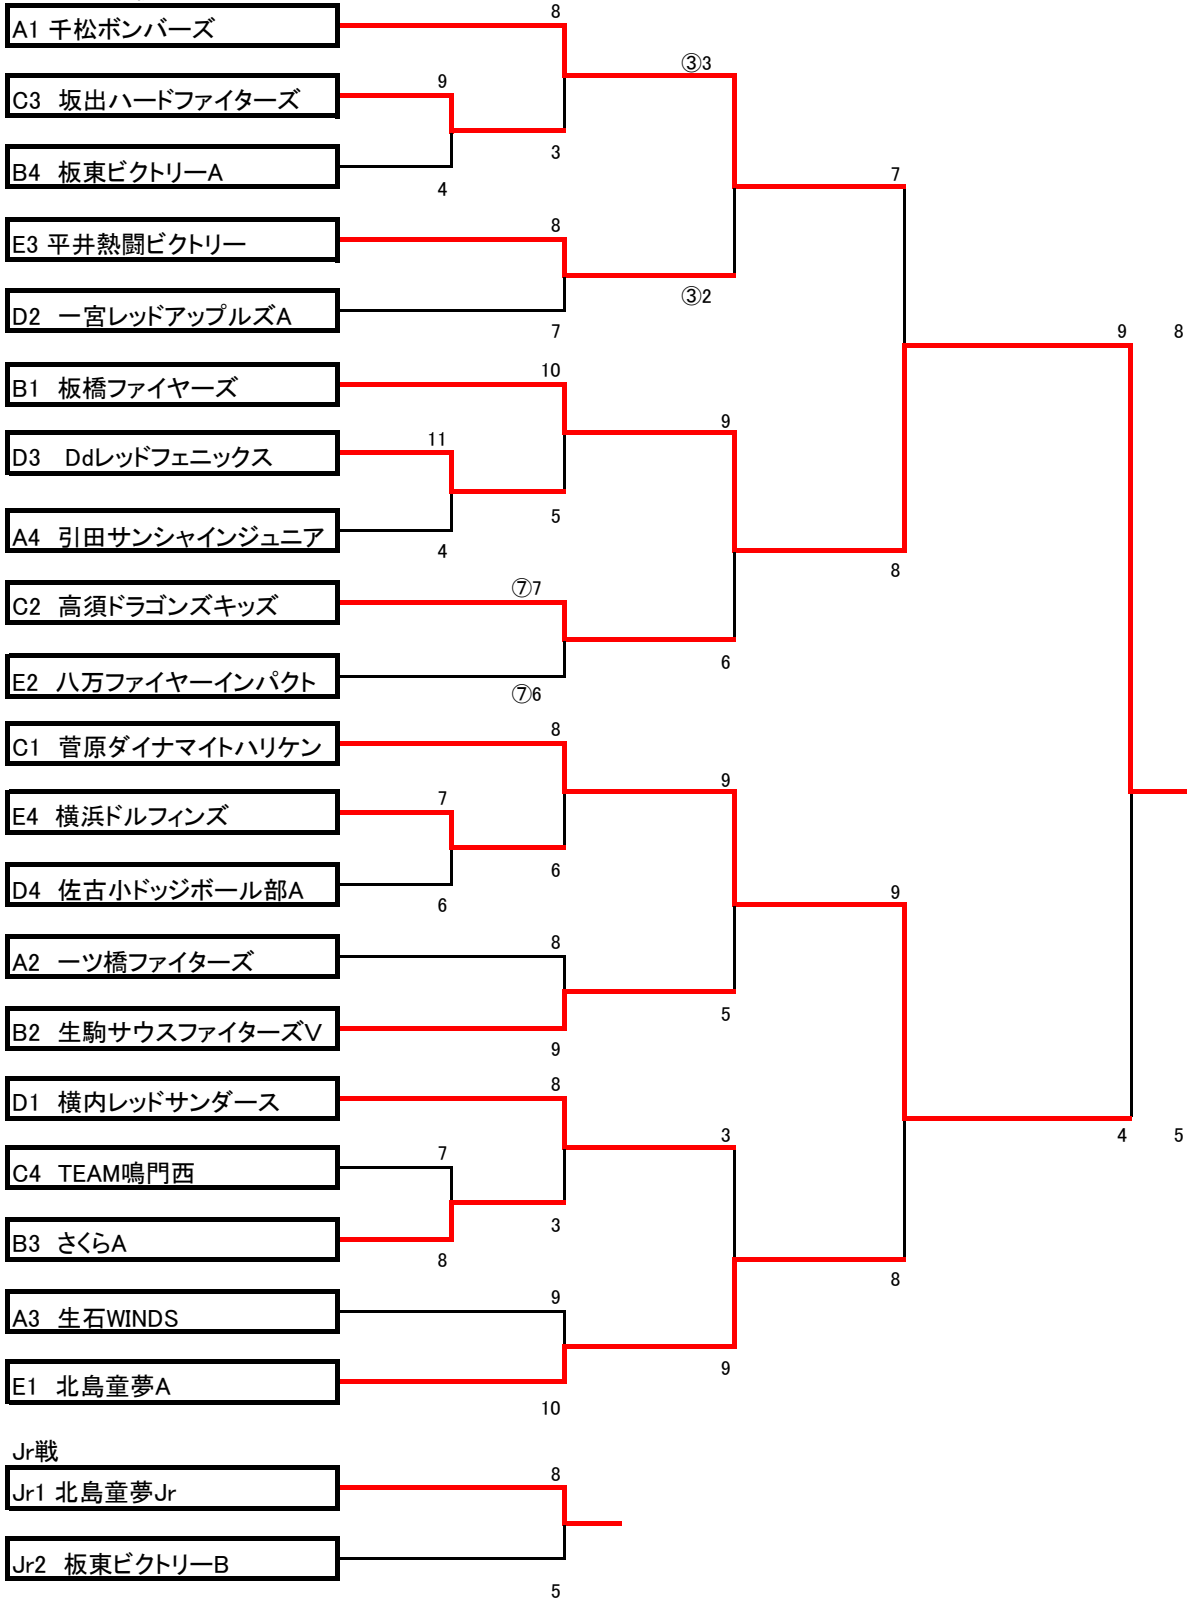 8
A1 千松ボンバーズ
③3
9
C3 坂出ハードファイターズ
3
B4 板東ビクトリーA
7
4
8
E3 平井熱闘ビクトリー
③2
D2 一宮レッドアップルズA
7
9 8
10
B1 板橋ファイヤーズ
9
11
D3 Ddレッドフェニックス
5
A4 引田サンシャインジュニア
4
8
⑦7
C2 高須ドラゴンズキッズ
6
E2 八万ファイヤーインパクト
⑦6
8
C1 菅原ダイナマイトハリケン
9
7
E4 横浜ドルフィンズ
6
D4 佐古小ドッジボール部A
9
6
8
A2 一ツ橋ファイターズ
5
B2 生駒サウスファイターズV
9
8
D1 横内レッドサンダース
3
4 5
7
C4 TEAM鳴門西
3
B3 さくらA
8
8
9
A3 生石WINDS
9
E1 北島童夢A
10
Jr戦
8
Jr1 北島童夢Jr
Jr2 板東ビクトリーB
5